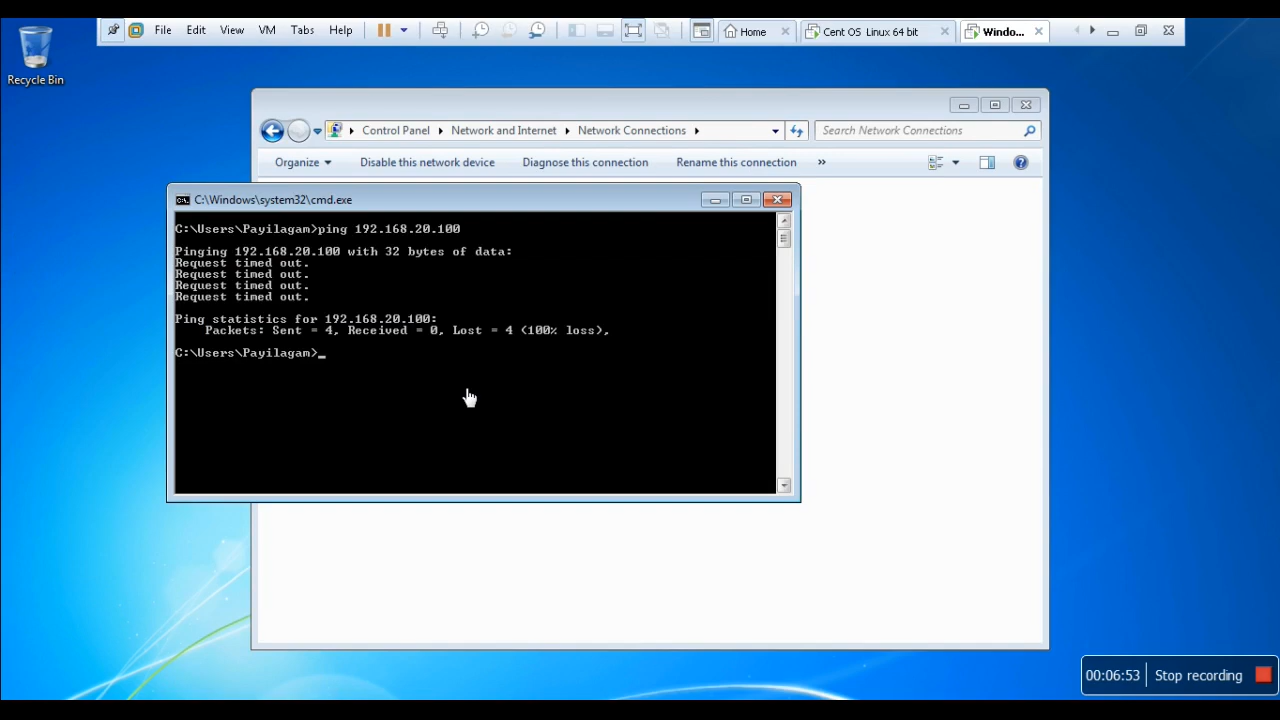 File Edit View VM Tabs Help
Home
Cent OS Linux 64 bit
Windo...
Recycle Bin
Control Panel
Network and Internet
Network Connections
Search Network Connections
Organize
Disable this network device
Diagnose this connection
Rename this connection
»
C:\Windows\system32\cmd.exe
C:\Users\Payilagam>ping 192.168.20.100
Pinging 192.168.20.100 with 32 bytes of data:
Request timed out.
Request timed out.
Request timed out.
Request timed out.
Ping statistics for 192.168.20.100:
Packets: Sent = 4, Received = 0, Lost = 4 (100% loss),
C:\Users\Payilagam>_
00:06:53
Stop recording